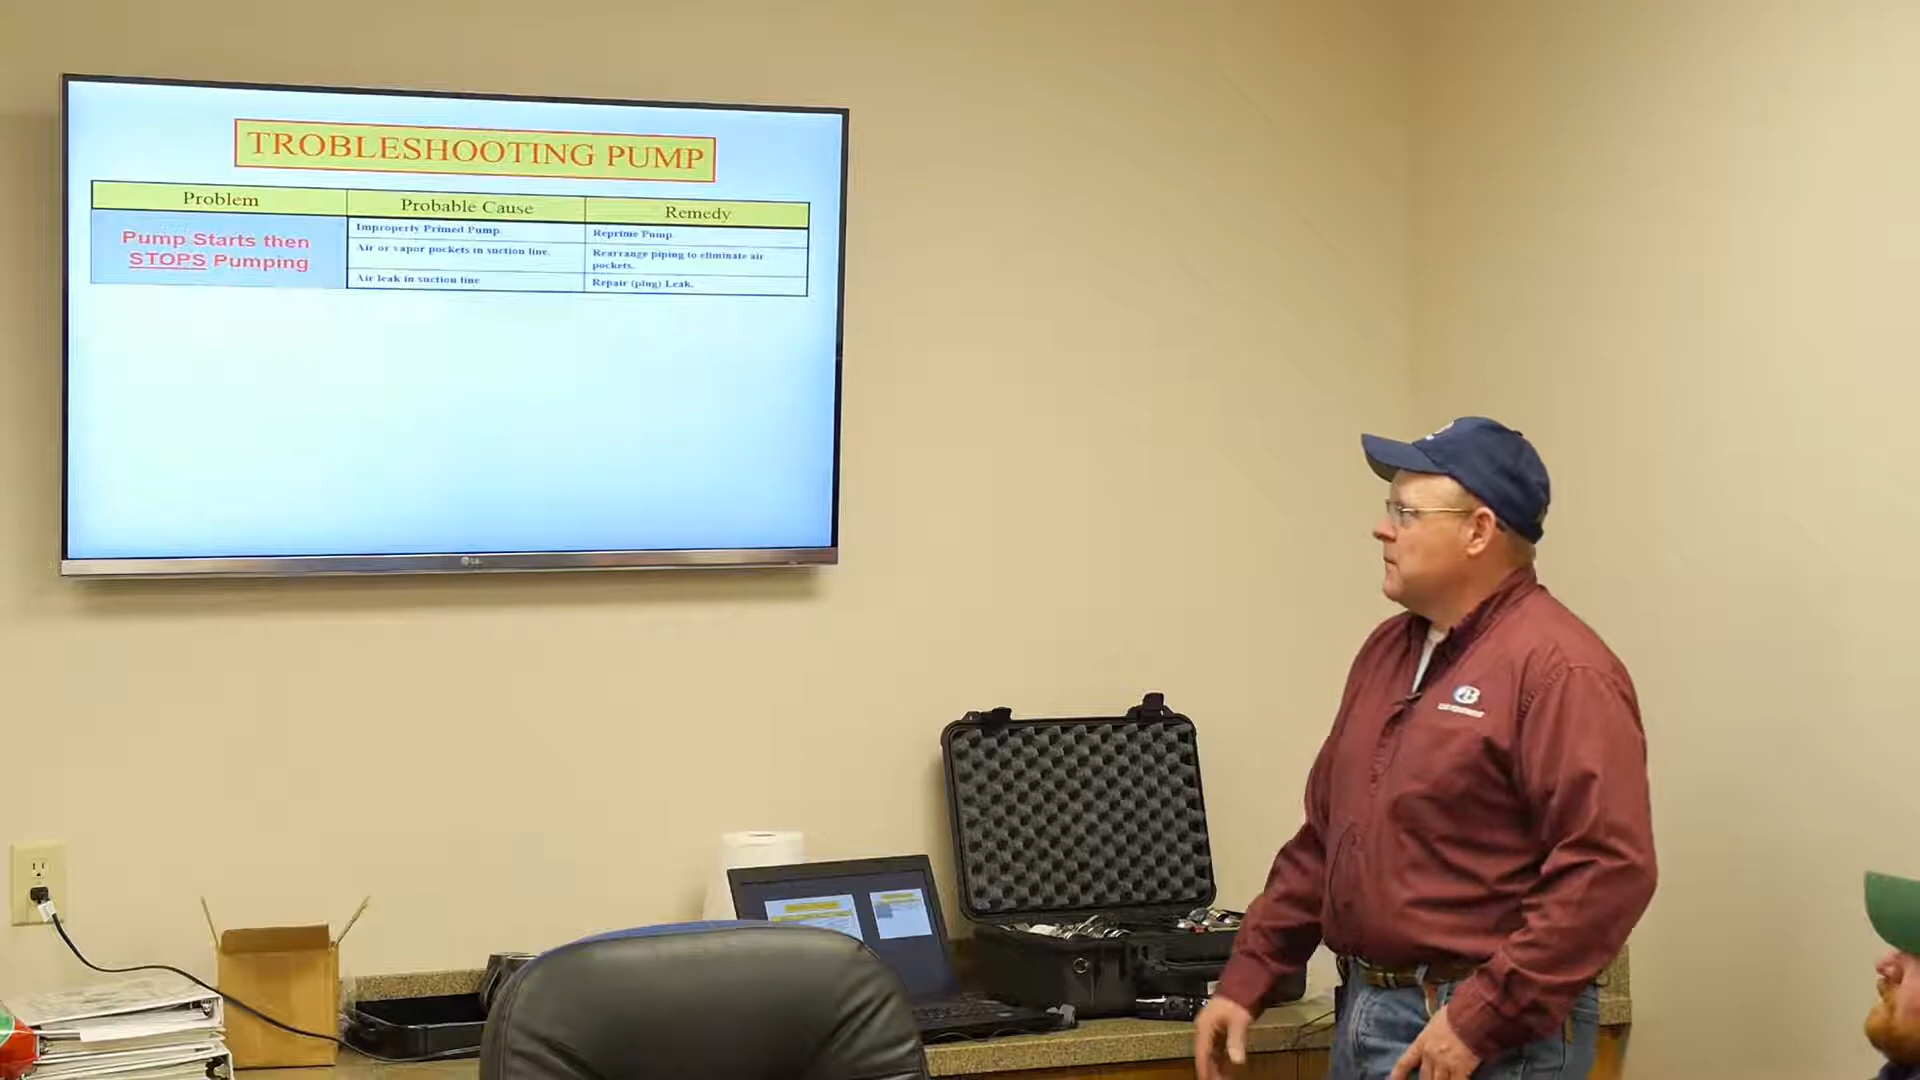 TROBLESHOOTING PUMP
Problem
Probable Cause
Remedy
Pump Starts then
STOPS Pumping
Improperly Primed Pump.
Reprime Pump.
Air or vapor pockets in suction line.
Rearrange piping to eliminate air
pockets.
Air leak in suction line
Repair (plug) Leak.
LG